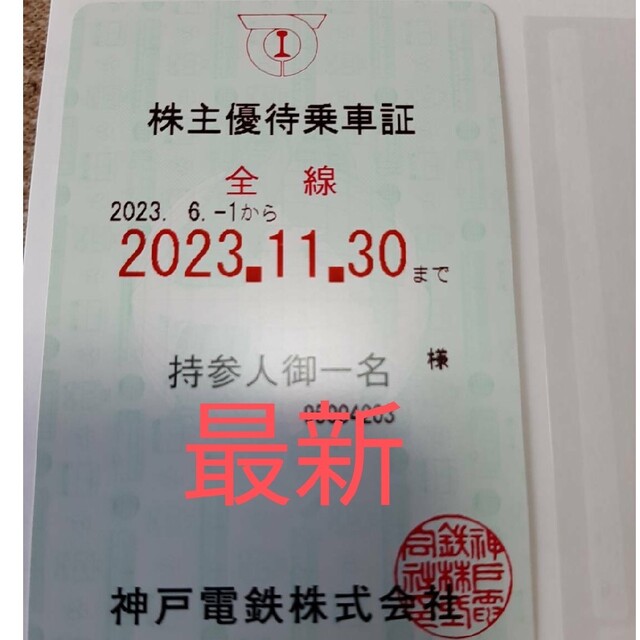 株主優待乗車証
全線
2023. 6.-1から
2023.11.30まで
持参人御一名 様
最新
神戸電鉄株式会社